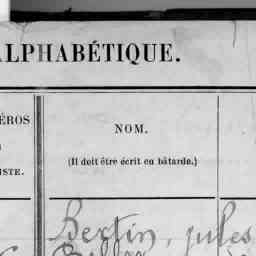 ALPHABÉTIQUE.
ÉROS
ISTE.
NOM.
(Il doit être écrit en bâtarde.)
Bertin, jules